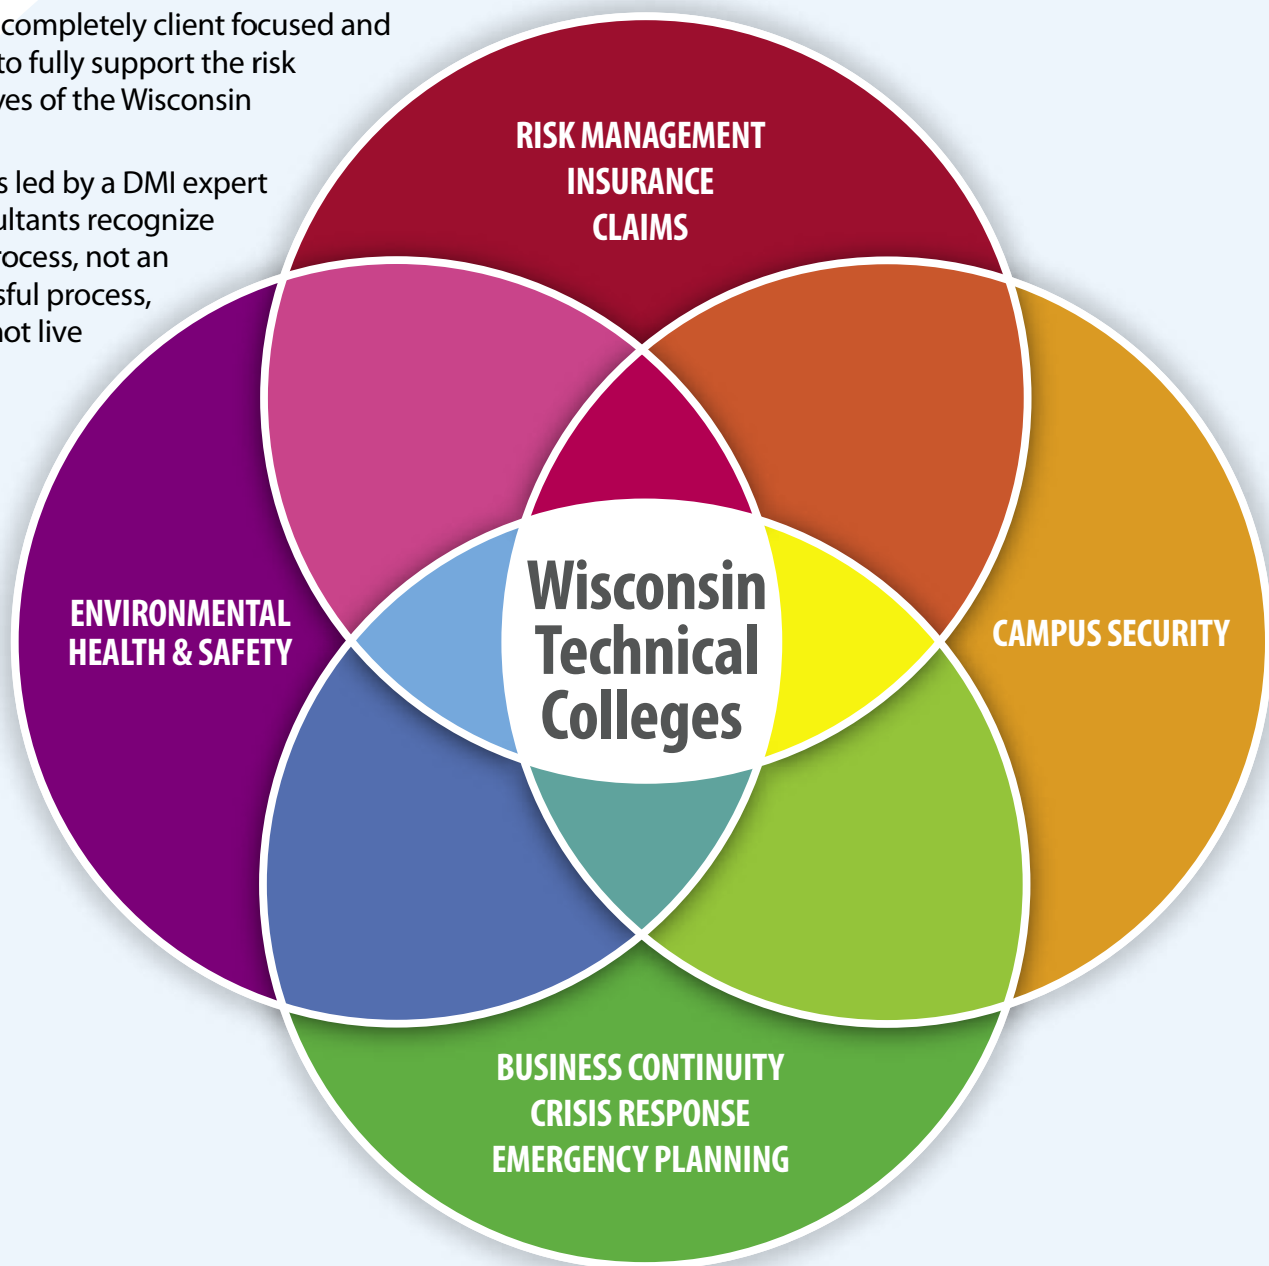 completely client focused and
to fully support the risk
ves of the Wisconsin
s led by a DMI expert
ultants recognize
rocess, not an
sful process,
not live
RISK MANAGEMENT
INSURANCE
CLAIMS
ENVIRONMENTAL
HEALTH & SAFETY
Wisconsin
Technical
Colleges
CAMPUS SECURITY
BUSINESS CONTINUITY
CRISIS RESPONSE
EMERGENCY PLANNING